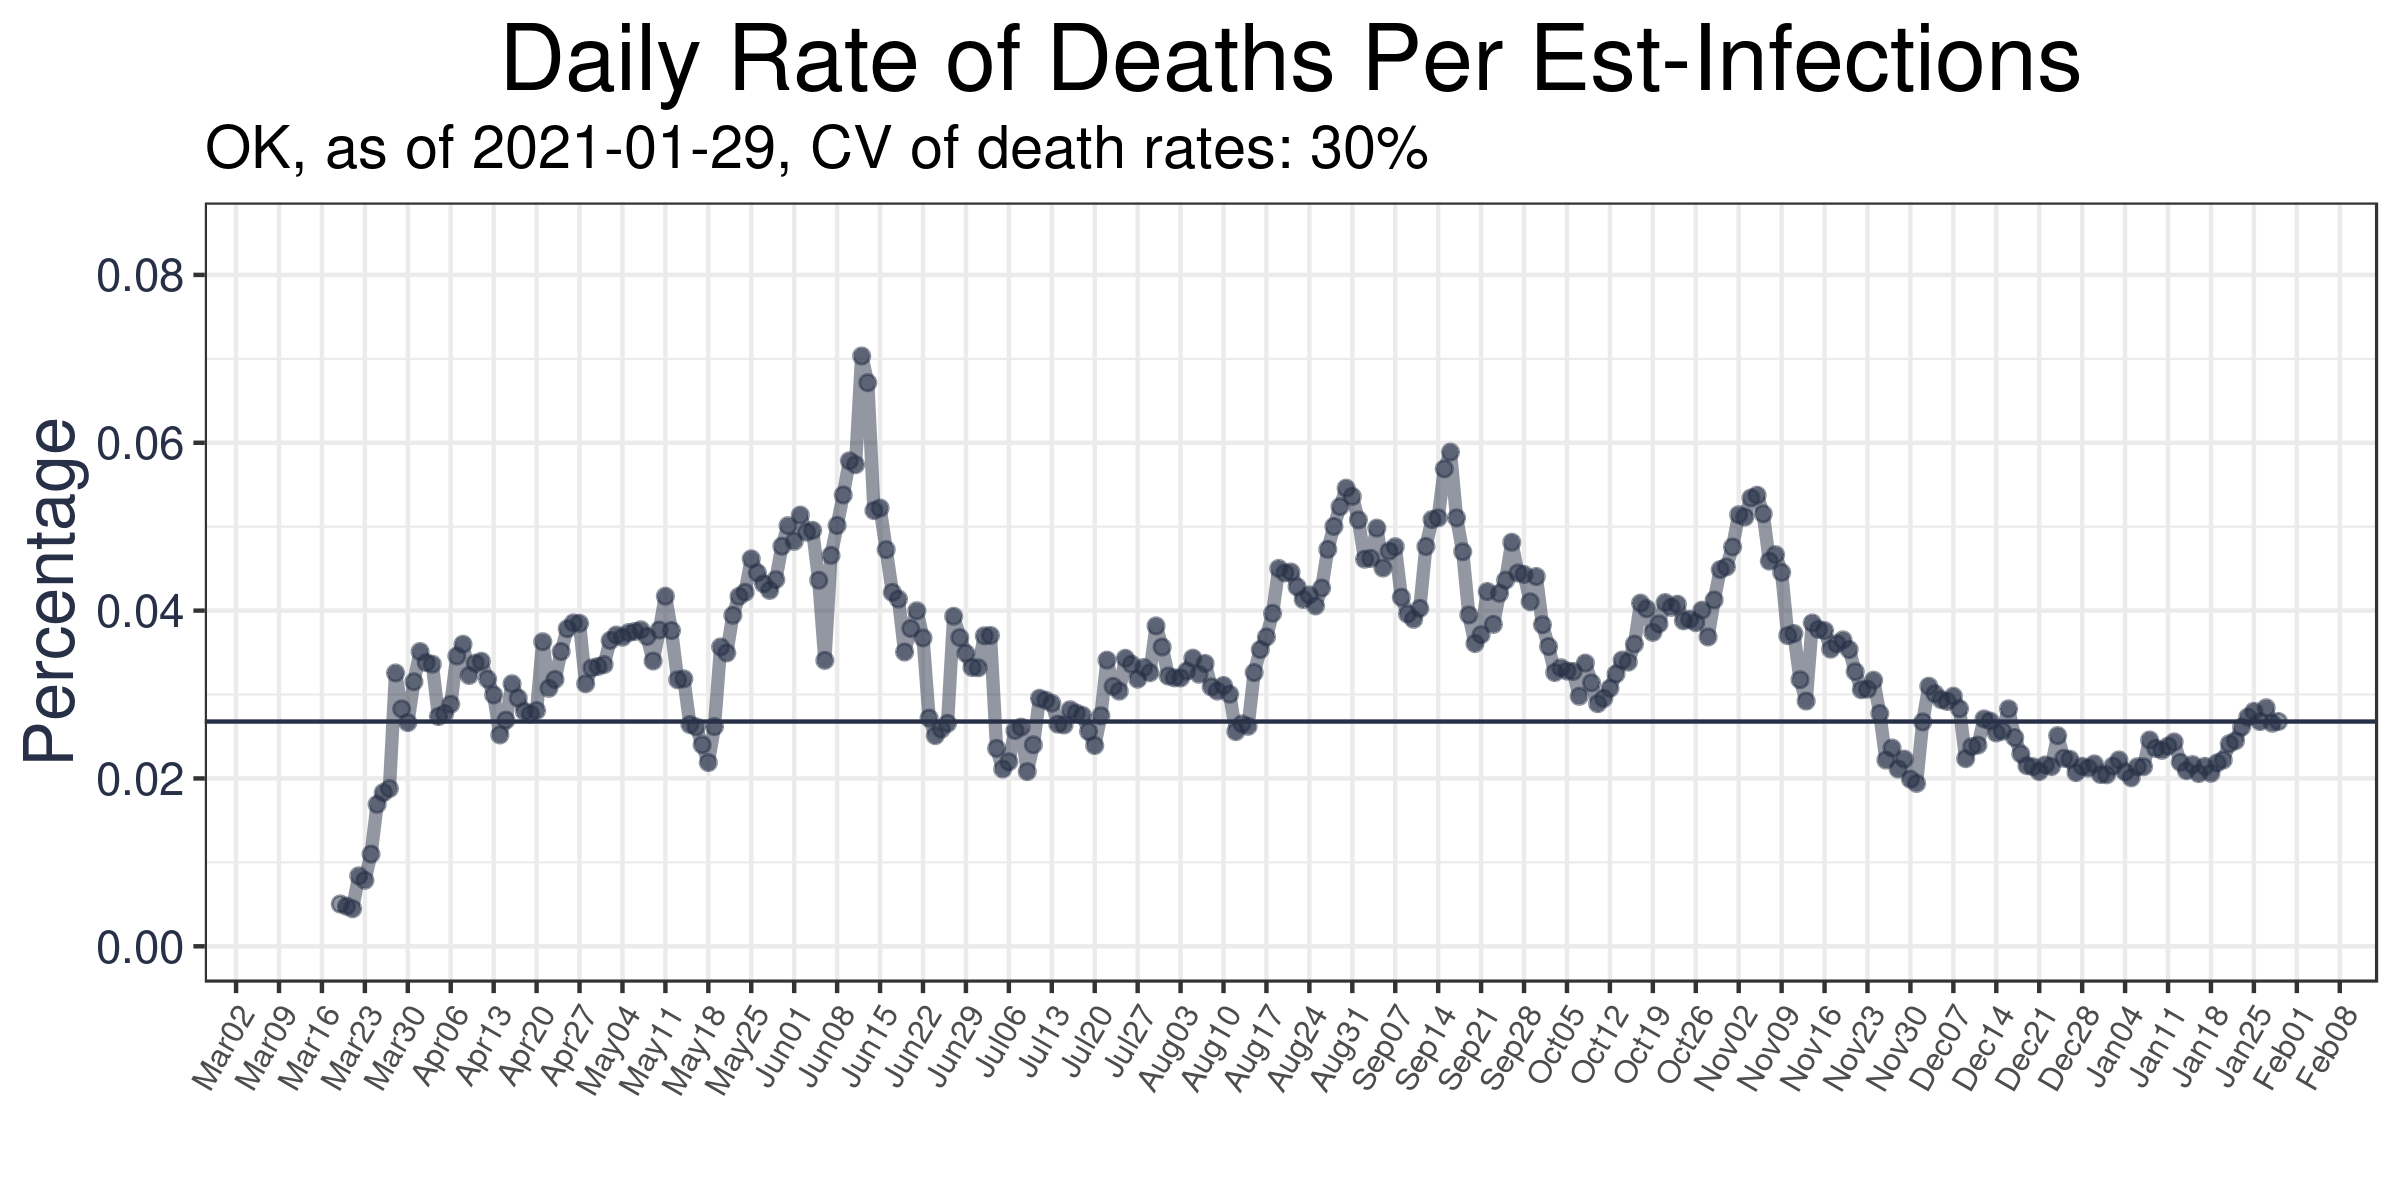 Daily Rate of Deaths Per Est-Infections
OK, as of 2021-01-29, CV of death rates: 30%
Percentage
0.08
0.06
0.04
0.02
0.00
Mar02
Mar09
Mar16
Mar23
Mar30
Apr06
Apr13
Apr20
Apr27
May04
May11
May18
May25
Jun01
Jun08
Jun15
Jun22
Jun29
Jul06
Jul13
Jul20
Jul27
Aug03
Aug10
Aug17
Aug24
Aug31
Sep07
Sep14
Sep21
Sep28
Oct05
Oct12
Oct19
Oct26
Nov02
Nov09
Nov16
Nov23
Nov30
Dec07
Dec14
Dec21
Dec28
Jan04
Jan11
Jan18
Jan25
Feb01
Feb08